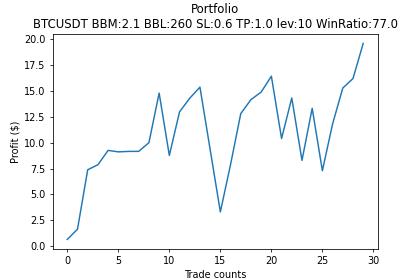 Portfolio
BTCUSDT BBM:2.1 BBL:260 SL:0.6 TP:1.0 lev:10 WinRatio:77.0
20.0
17.5
15.0
12.5
10.0
7.5
5.0
2.5
0.0
Profit ($)
0 5 10 15 20 25 30
Trade counts